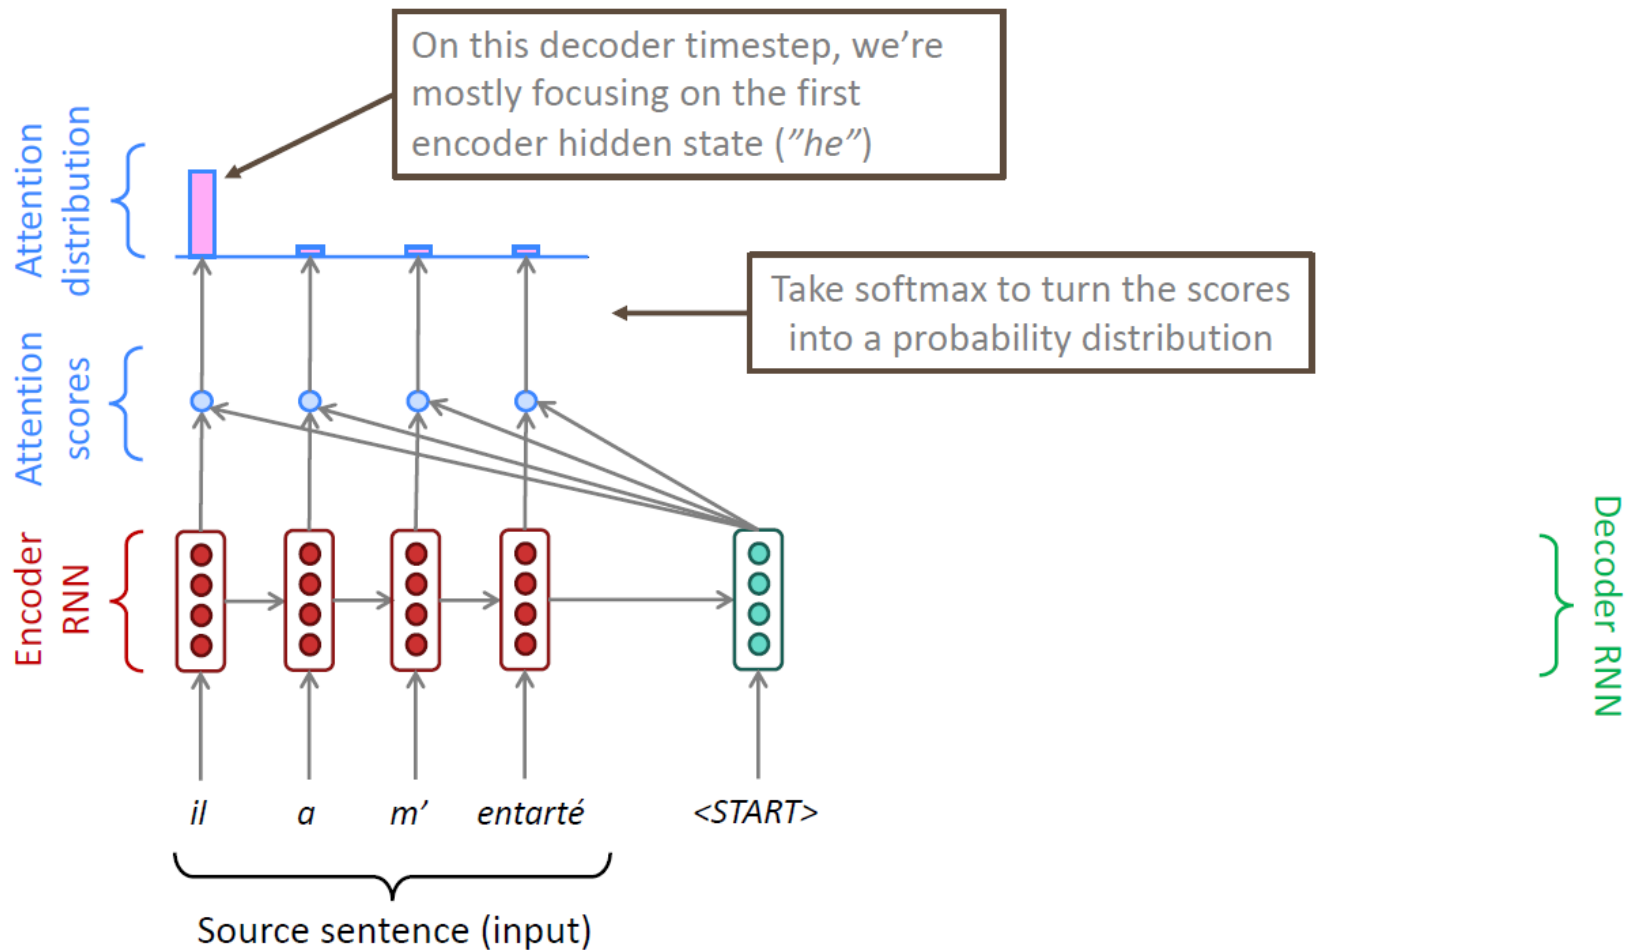 On this decoder timestep, we’re
mostly focusing on the first
encoder hidden state (”he”)
Attention
distribution
Take softmax to turn the scores
into a probability distribution
Attention
scores
Encoder
RNN
Decoder RNN
il
a
m’
entarté
<START>
Source sentence (input)